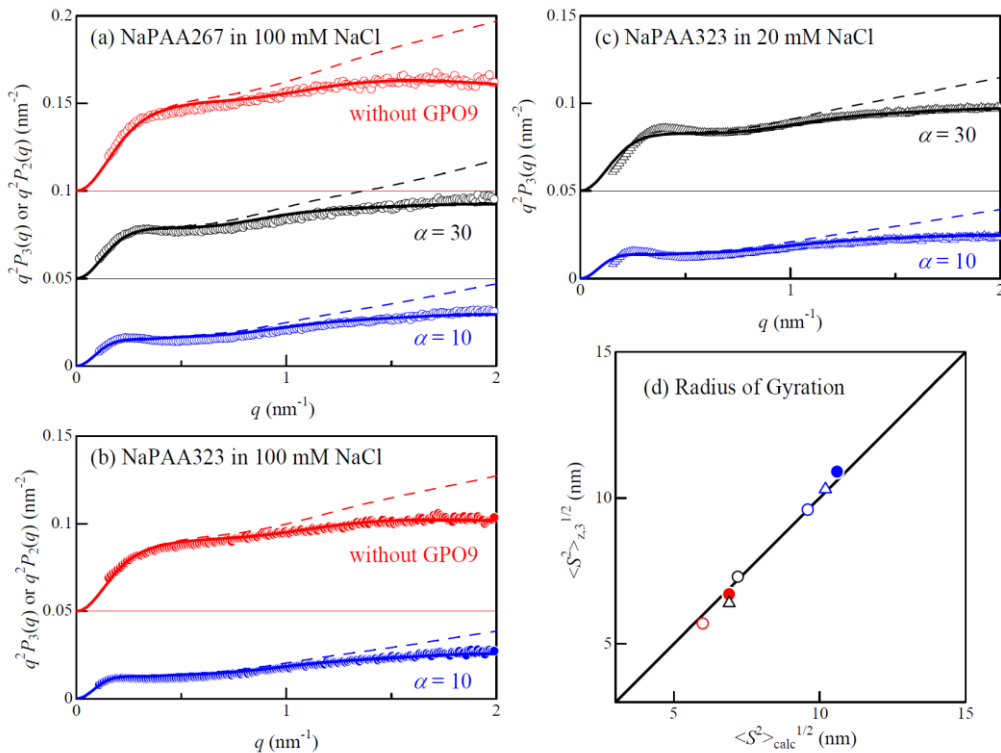 (a) NaPAA267 in 100 mM NaCl
q²P₃(q) or q²P₂(q) (nm⁻²)
0.2
0.15
0.1
0.05
0
without GPO9
α = 30
α = 10
0
1
2
q (nm⁻¹)
(b) NaPAA323 in 100 mM NaCl
q²P₃(q) or q²P₂(q) (nm⁻²)
0.15
0.1
0.05
0
without GPO9
α = 10
0
1
2
q (nm⁻¹)
(c) NaPAA323 in 20 mM NaCl
q²P₃(q) (nm⁻²)
0.15
0.1
0.05
0
α = 30
α = 10
0
1
2
q (nm⁻¹)
(d) Radius of Gyration
<S²>z,3^1/2 (nm)
15
10
5
5
10
15
<S²>calc^1/2 (nm)